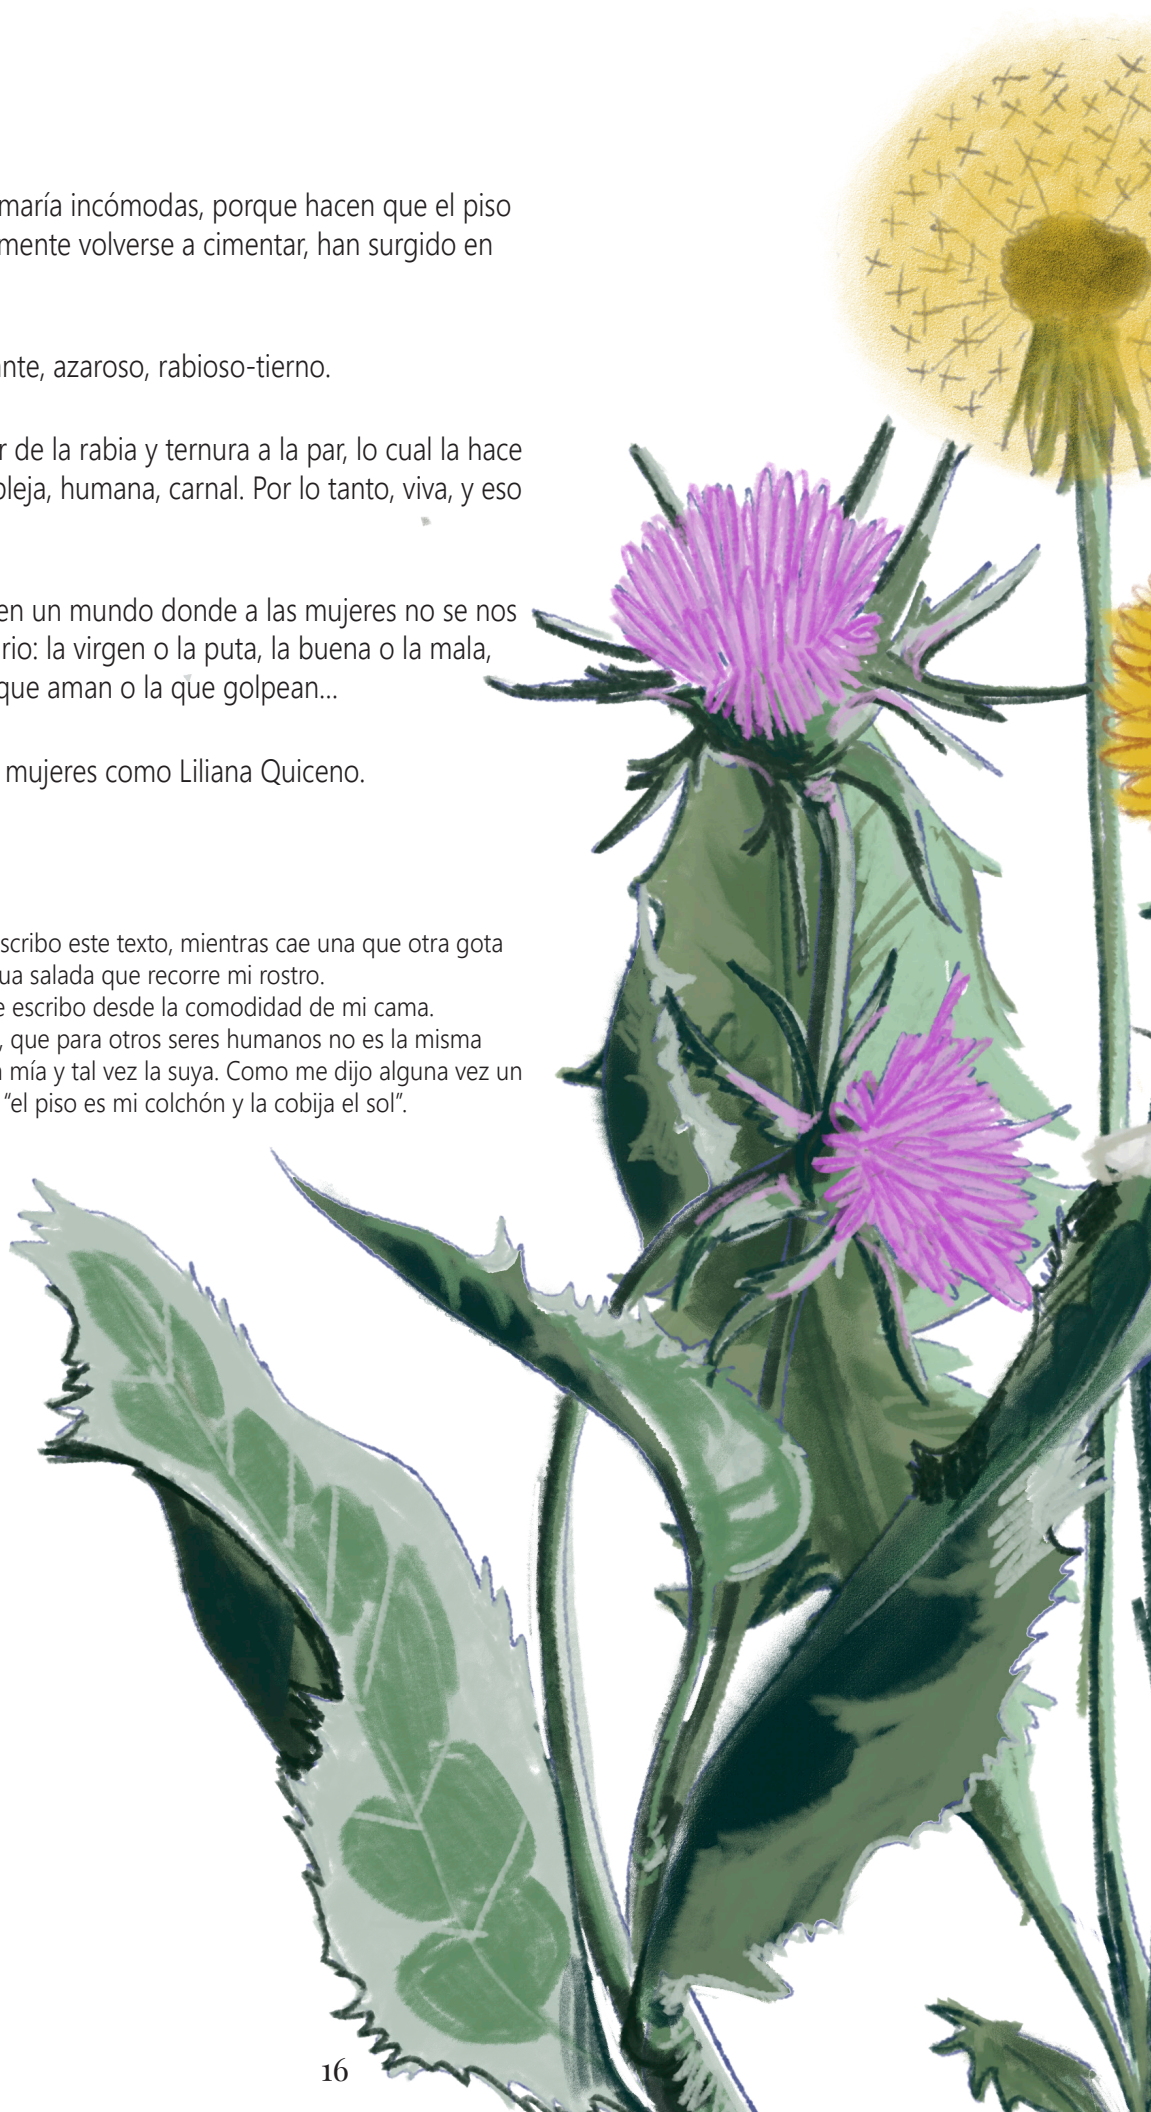 maría incómodas, porque hacen que el piso
mente volverse a cimentar, han surgido en
nte, azaroso, rabioso-tierno.
r de la rabia y ternura a la par, lo cual la hace
pleja, humana, carnal. Por lo tanto, viva, y eso
en un mundo donde a las mujeres no se nos
rio: la virgen o la puta, la buena o la mala,
que aman o la que golpean...
mujeres como Liliana Quiceno.
scribo este texto, mientras cae una que otra gota
ua salada que recorre mi rostro.
e escribo desde la comodidad de mi cama.
, que para otros seres humanos no es la misma
a mía y tal vez la suya. Como me dijo alguna vez un
“el piso es mi colchón y la cobija el sol”.
16